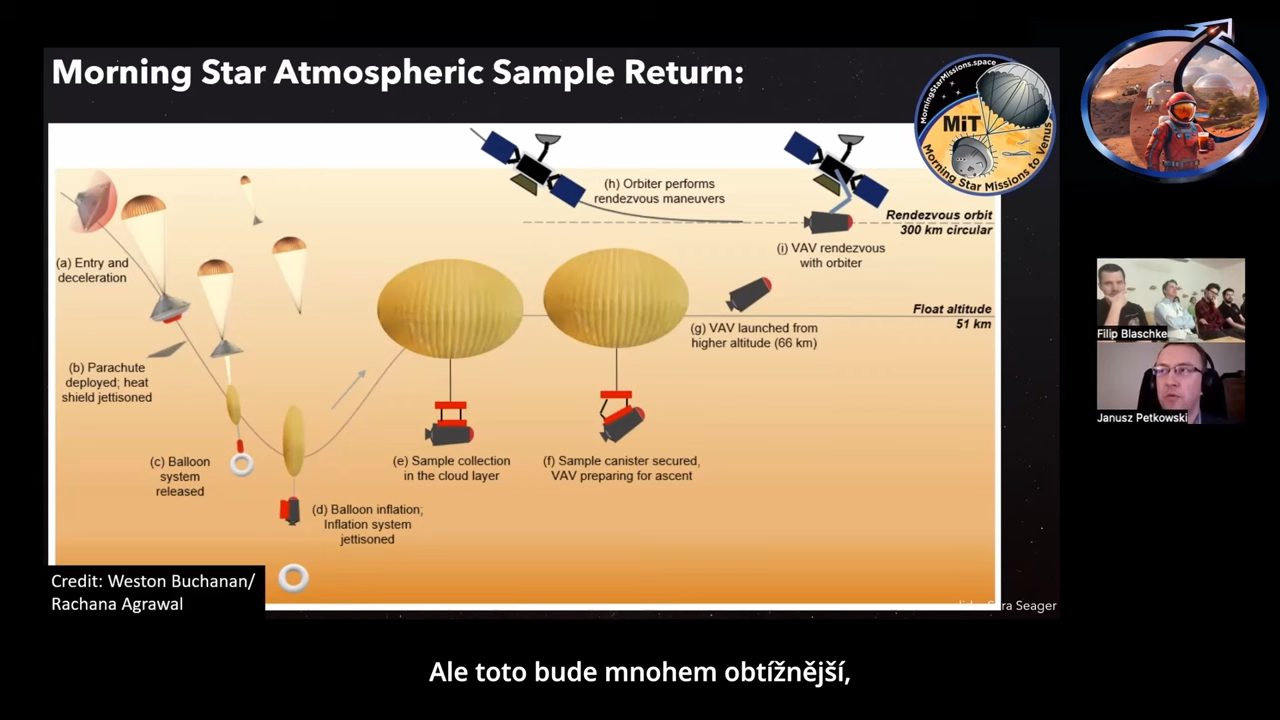 Morning Star Atmospheric Sample Return:
MorningStarMissions.space
MiT
Morning Star Missions to Venus
(h) Orbiter performs
rendezvous maneuvers
Rendezvous orbit
300 km circular
(i) VAV rendezvous
with orbiter
(a) Entry and
deceleration
Float altitude
51 km
(g) VAV launched from
higher altitude (66 km)
(b) Parachute
deployed; heat
shield jettisoned
(c) Balloon
system
released
(e) Sample collection
in the cloud layer
(f) Sample canister secured,
VAV preparing for ascent
(d) Balloon inflation;
Inflation system
jettisoned
Credit: Weston Buchanan/
Rachana Agrawal
Seager
Filip Blaschke
Janusz Petkowski
Ale toto bude mnohem obtížnější,